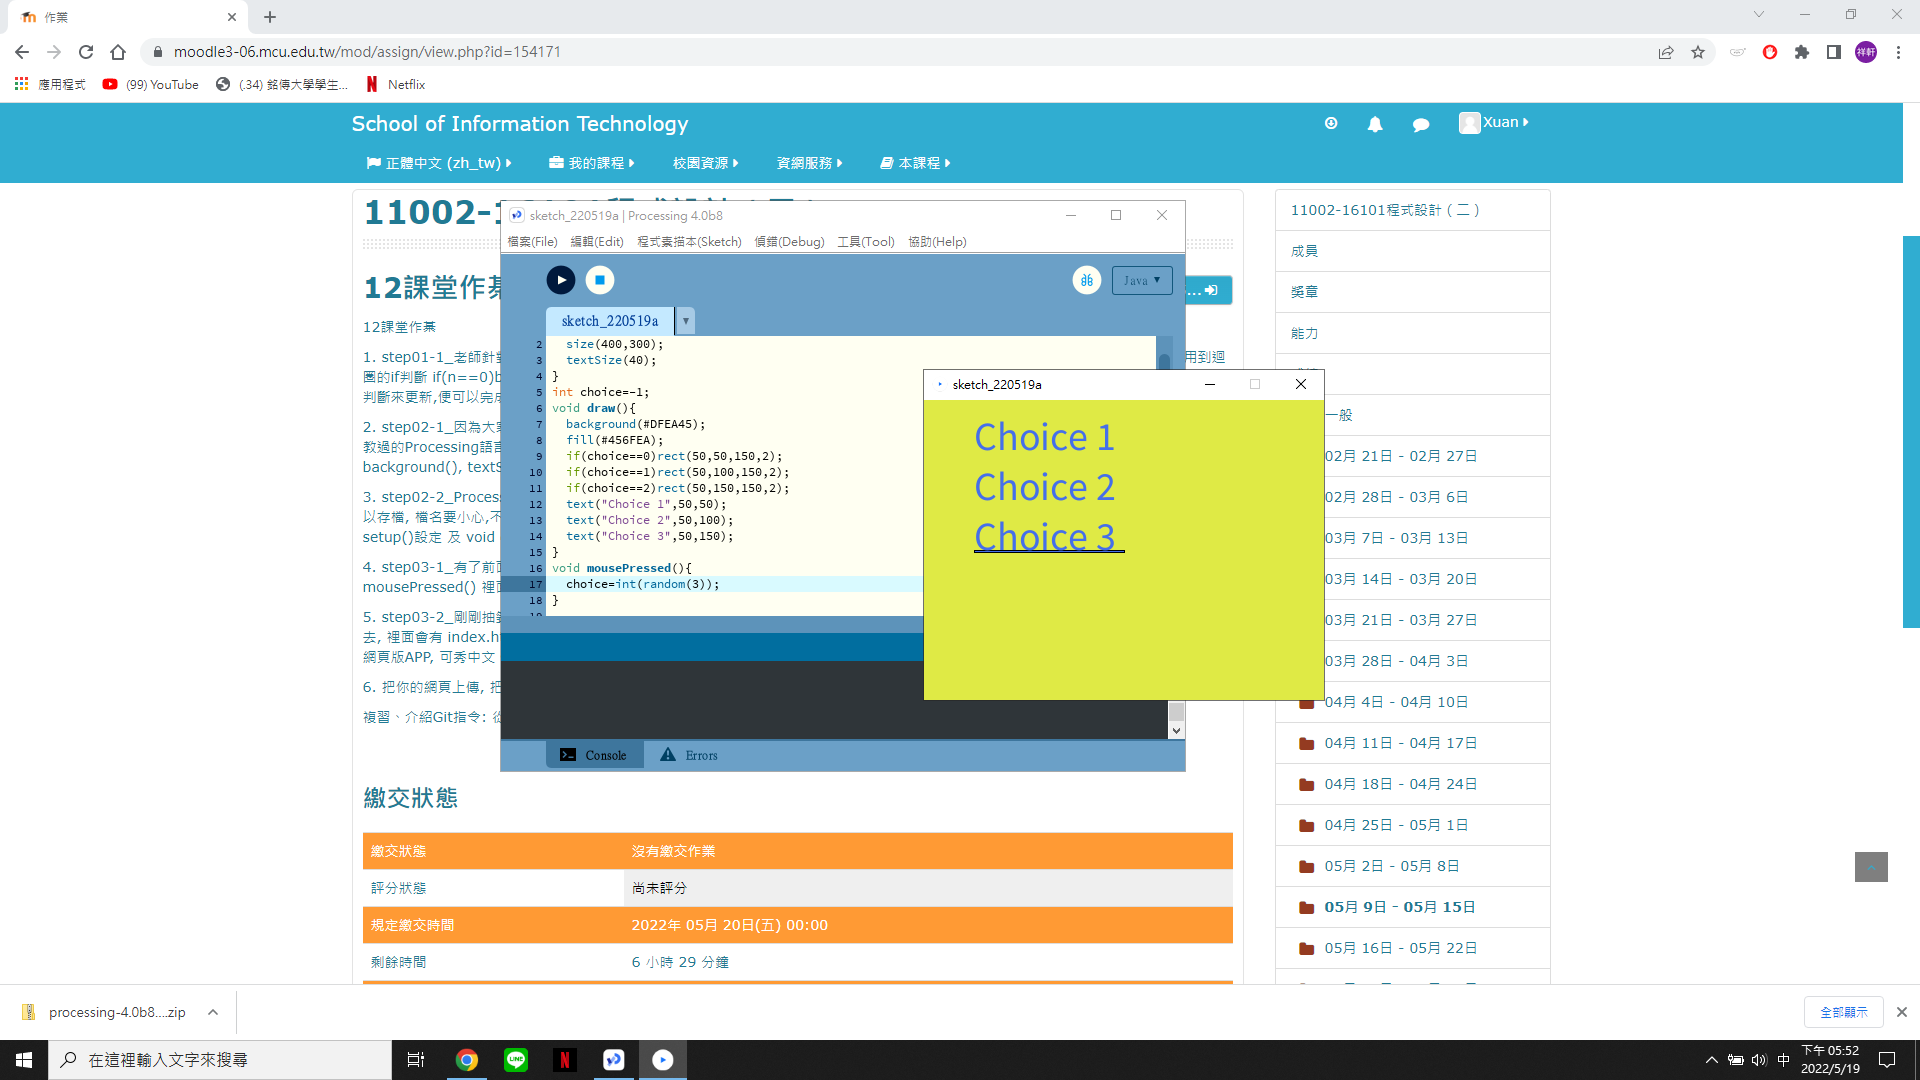 作業
moodle3-06.mcu.edu.tw/mod/assign/view.php?id=154171
祥軒
應用程式
(99) YouTube
(.34) 銘傳大學學生...
Netflix
School of Information Technology
Xuan
正體中文 (zh_tw)
我的課程
校園資源
資網服務
本課程
11002-
12課堂作業
12課堂作業
1. step01-1_老師針對
用到迴
圈的if判斷 if(n==0)b
判斷來更新,便可以完成
2. step02-1_因為大
教過的Processing語言
background(), textS
3. step02-2_Process
以存檔, 檔名要小心,不
setup()設定 及 void
4. step03-1_有了前面
mousePressed() 裡面
5. step03-2_剛剛抽
去, 裡面會有 index.h
網頁版APP, 可秀中文
6. 把你的網頁上傳, 把
複習、介紹Git指令: 從
sketch_220519a | Processing 4.0b8
檔案(File) 編輯(Edit) 程式素描本(Sketch) 偵錯(Debug) 工具(Tool) 協助(Help)
Java
sketch_220519a
2 size(400,300);
3 textSize(40);
4 }
5 int choice=-1;
6 void draw(){
7 background(#DFEA45);
8 fill(#456FEA);
9 if(choice==0)rect(50,50,150,2);
10 if(choice==1)rect(50,100,150,2);
11 if(choice==2)rect(50,150,150,2);
12 text("Choice 1",50,50);
13 text("Choice 2",50,100);
14 text("Choice 3",50,150);
15 }
16 void mousePressed(){
17 choice=int(random(3));
18 }
Console
Errors
sketch_220519a
Choice 1
Choice 2
Choice 3
繳交狀態
繳交狀態 沒有繳交作業
評分狀態 尚未評分
規定繳交時間 2022年 05月 20日(五) 00:00
剩餘時間 6 小時 29 分鐘
11002-16101程式設計 ( 二 )
成員
獎章
能力
一般
02月 21日 - 02月 27日
02月 28日 - 03月 6日
03月 7日 - 03月 13日
03月 14日 - 03月 20日
03月 21日 - 03月 27日
03月 28日 - 04月 3日
04月 4日 - 04月 10日
04月 11日 - 04月 17日
04月 18日 - 04月 24日
04月 25日 - 05月 1日
05月 2日 - 05月 8日
05月 9日 - 05月 15日
05月 16日 - 05月 22日
processing-4.0b8....zip
全部顯示
在這裡輸入文字來搜尋
中
下午 05:52
2022/5/19